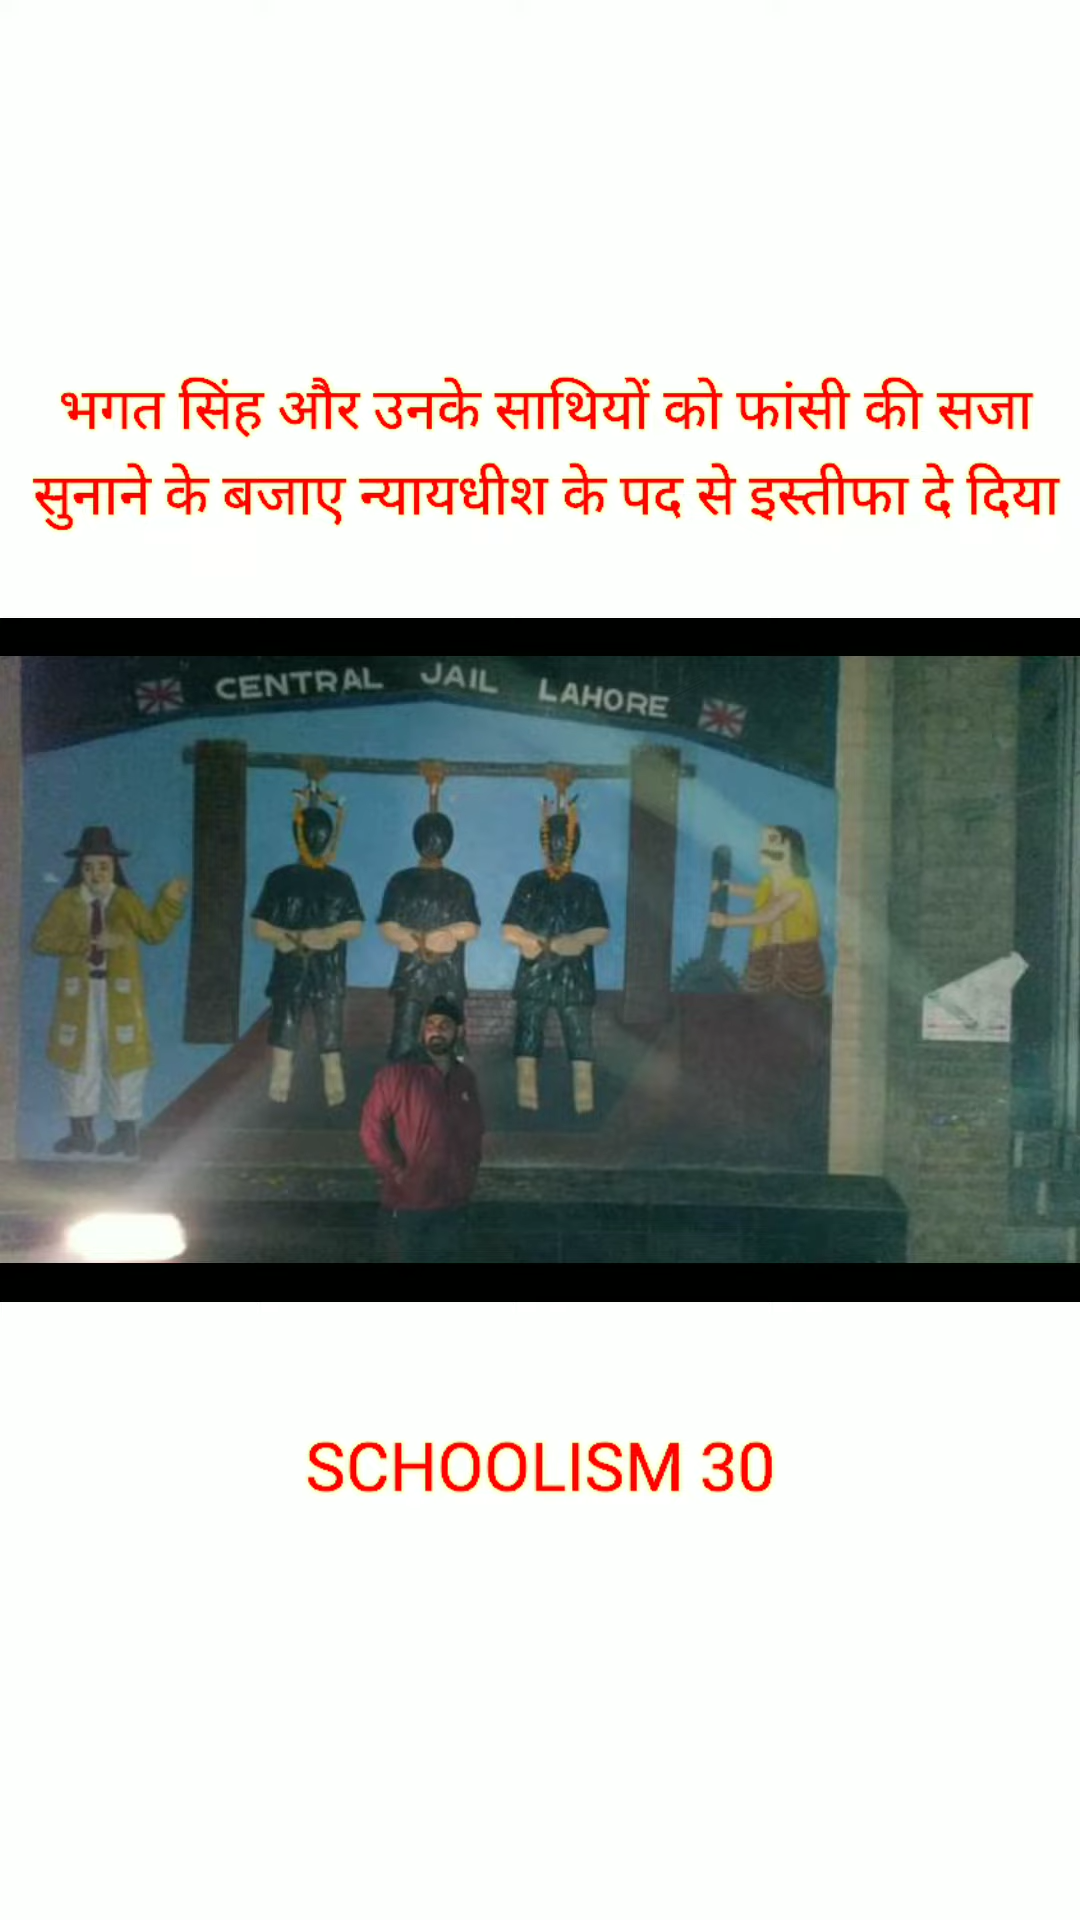 भगत सिंह और उनके साथियों को फांसी की सजा
सुनाने के बजाए न्यायधीश के पद से इस्तीफा दे दिया
CENTRAL JAIL LAHORE
SCHOOLISM 30